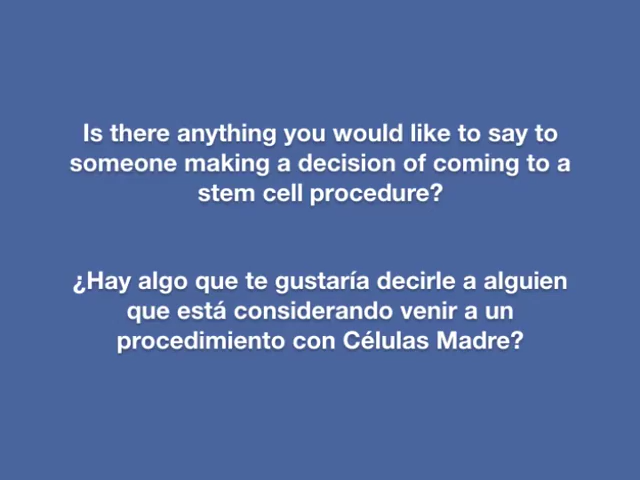 Is there anything you would like to say to
someone making a decision of coming to a
stem cell procedure?
¿Hay algo que te gustaría decirle a alguien
que está considerando venir a un
procedimiento con Células Madre?